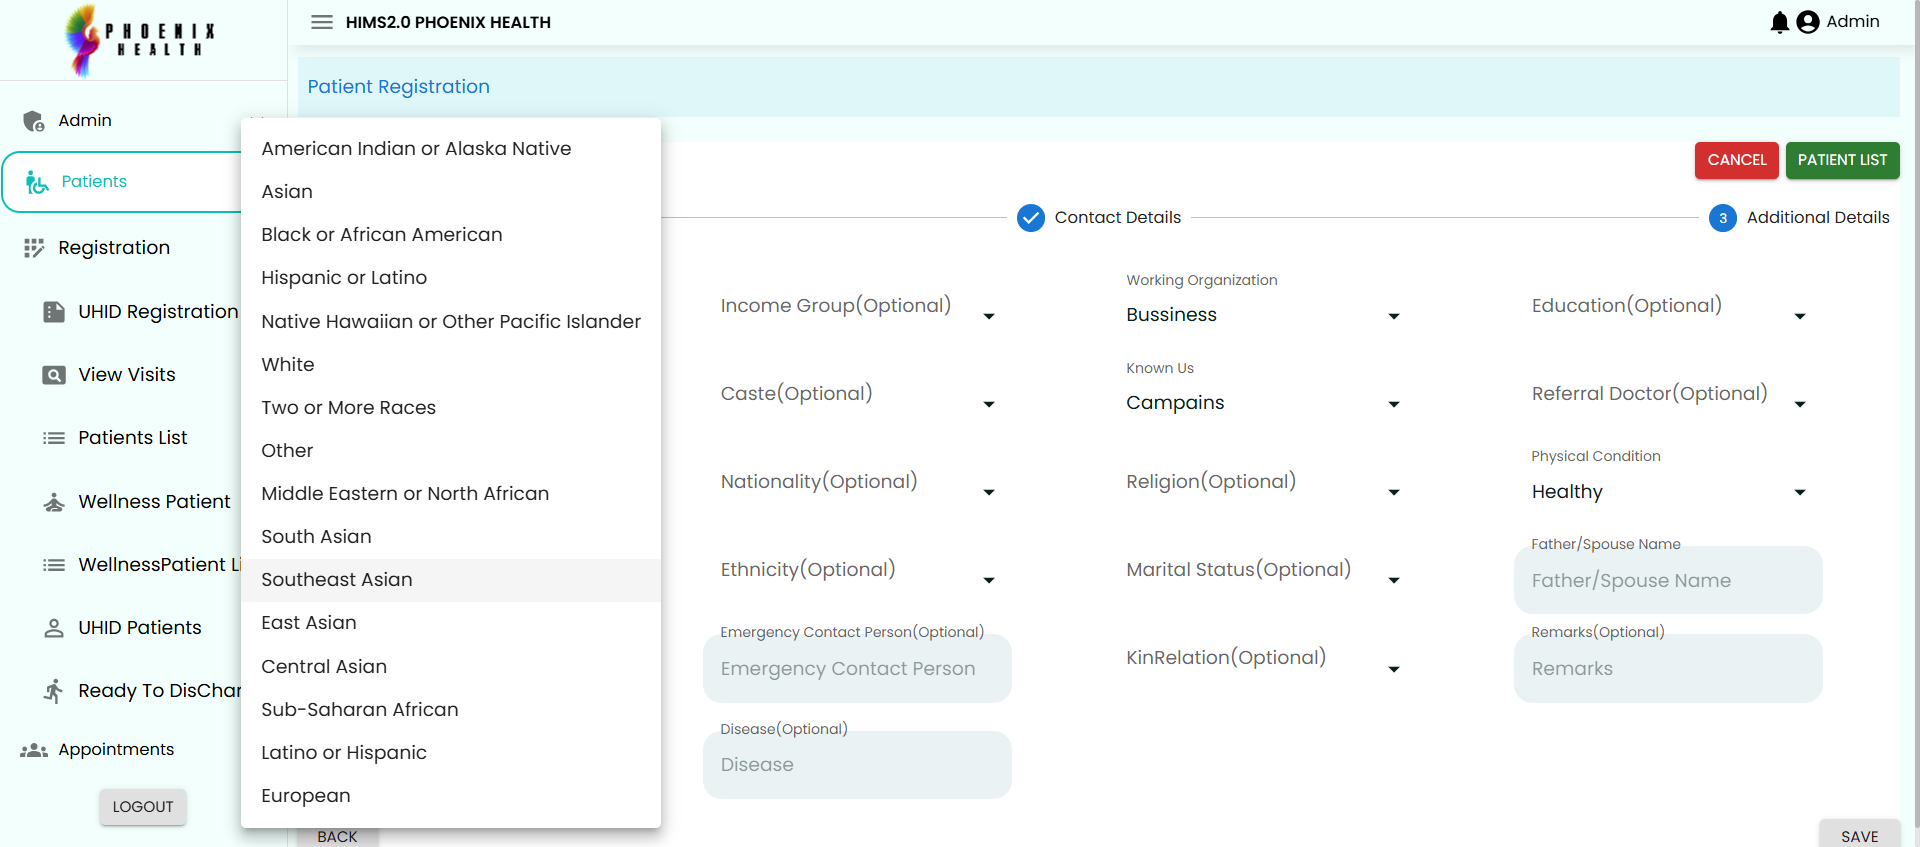 PHOENIX
HEALTH
HIMS2.0 PHOENIX HEALTH
Admin
Patient Registration
Admin
Patients
Registration
UHID Registration
View Visits
Patients List
Wellness Patient
WellnessPatient Li
UHID Patients
Ready To DisChar
Appointments
LOGOUT
American Indian or Alaska Native
Asian
Black or African American
Hispanic or Latino
Native Hawaiian or Other Pacific Islander
White
Two or More Races
Other
Middle Eastern or North African
South Asian
Southeast Asian
East Asian
Central Asian
Sub-Saharan African
Latino or Hispanic
European
CANCEL
PATIENT LIST
Contact Details
3 Additional Details
Income Group(Optional)
Working Organization
Bussiness
Education(Optional)
Caste(Optional)
Known Us
Campains
Referral Doctor(Optional)
Nationality(Optional)
Religion(Optional)
Physical Condition
Healthy
Ethnicity(Optional)
Marital Status(Optional)
Father/Spouse Name
Father/Spouse Name
Emergency Contact Person(Optional)
Emergency Contact Person
KinRelation(Optional)
Remarks(Optional)
Remarks
Disease(Optional)
Disease
BACK
SAVE